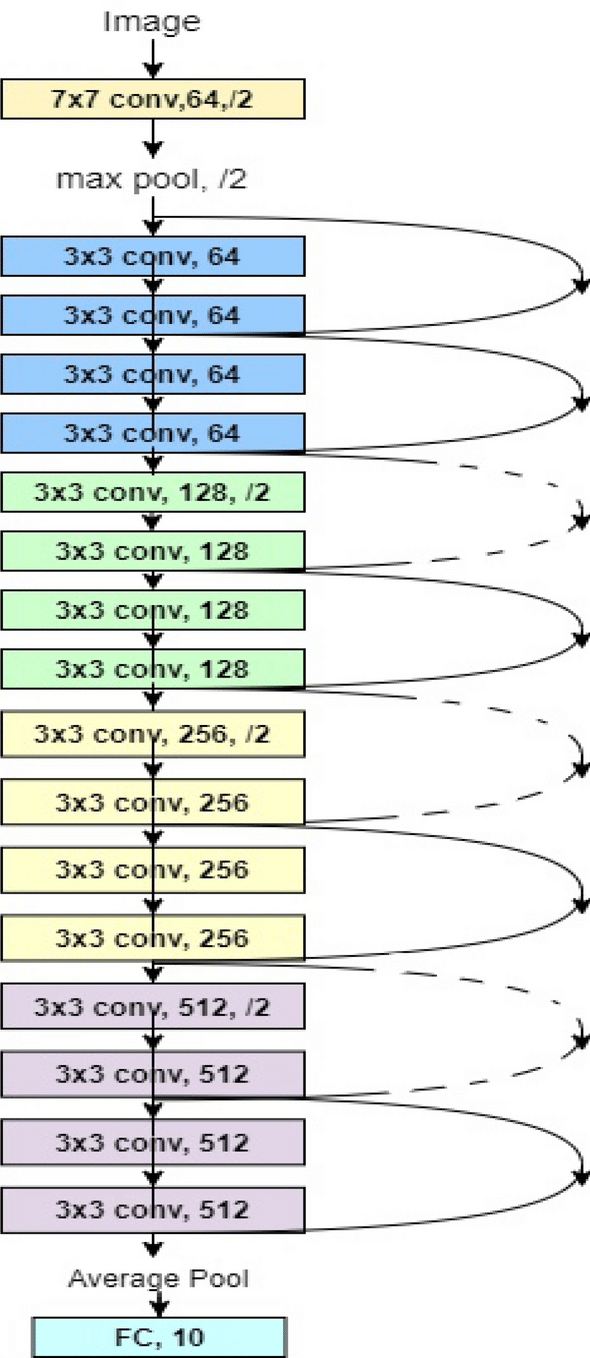 Image
7x7 conv,64,/2
max pool, /2
3x3 conv, 64
3x3 conv, 64
3x3 conv, 64
3x3 conv, 64
3x3 conv, 128, /2
3x3 conv, 128
3x3 conv, 128
3x3 conv, 128
3x3 conv, 256, /2
3x3 conv, 256
3x3 conv, 256
3x3 conv, 256
3x3 conv, 512, /2
3x3 conv, 512
3x3 conv, 512
3x3 conv, 512
Average Pool
FC, 10